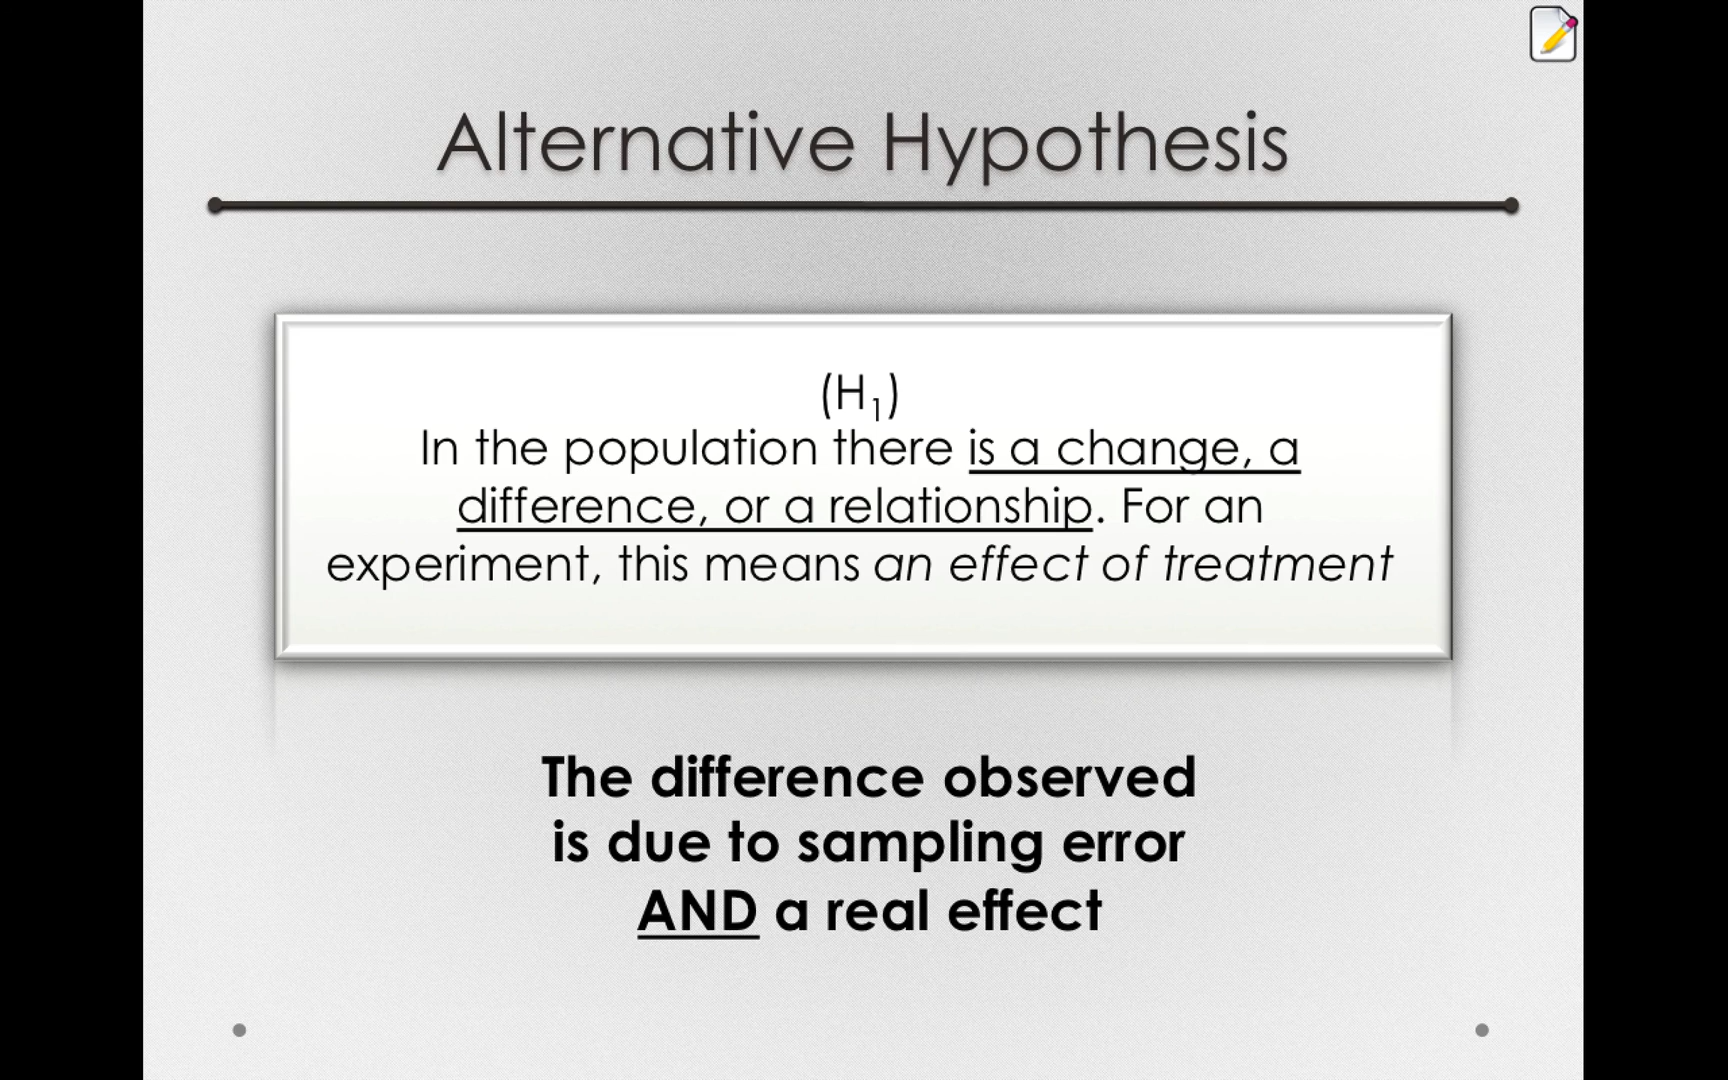 Alternative Hypothesis
(H₁)
In the population there is a change, a
difference, or a relationship. For an
experiment, this means an effect of treatment
The difference observed
is due to sampling error
AND a real effect